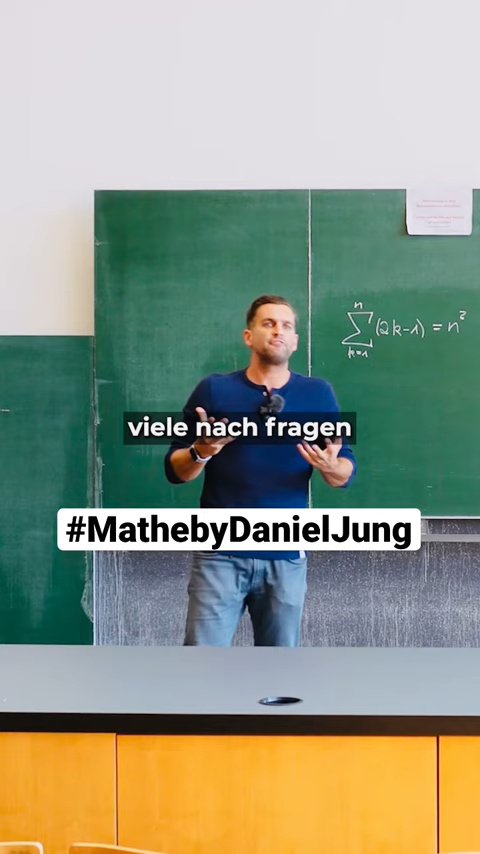 n
∑ (2k-1) = n²
k=1
viele nach fragen
#MathebyDanielJung